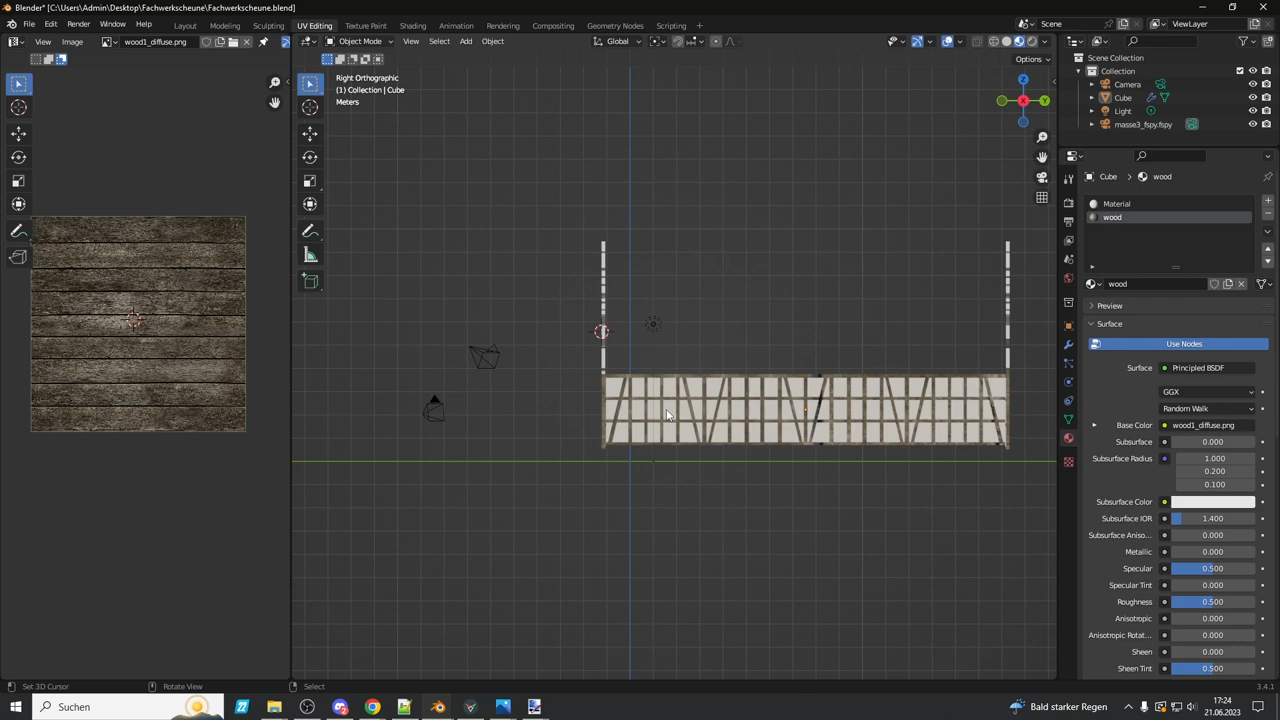 Blender* [C:\Users\Admin\Desktop\Fachwerkscheune\Fachwerkscheune.blend]
File Edit Render Window Help Layout Modeling Sculpting UV Editing Texture Paint Shading Animation Rendering Compositing Geometry Nodes Scripting + Scene ViewLayer
View Image wood1_diffuse.png Object Mode View Select Add Object Global
Options
Right Orthographic
(1) Collection | Cube
Meters
Z
Y
X
Scene Collection
Collection
Camera
Cube
Light
masse3_fspy.fspy
Cube > wood
Material
wood
wood
Preview
Surface
Use Nodes
Surface Principled BSDF
GGX
Random Walk
Base Color wood1_diffuse.png
Subsurface 0.000
Subsurface Radius 1.000
0.200
0.100
Subsurface Color
Subsurface IOR 1.400
Subsurface Aniso... 0.000
Metallic 0.000
Specular 0.500
Specular Tint 0.000
Roughness 0.500
Anisotropic 0.000
Anisotropic Rotat... 0.000
Sheen 0.000
Sheen Tint 0.500
Set 3D Cursor Rotate View Select 3.4.1
Suchen Bald starker Regen 17:24
21.06.2023